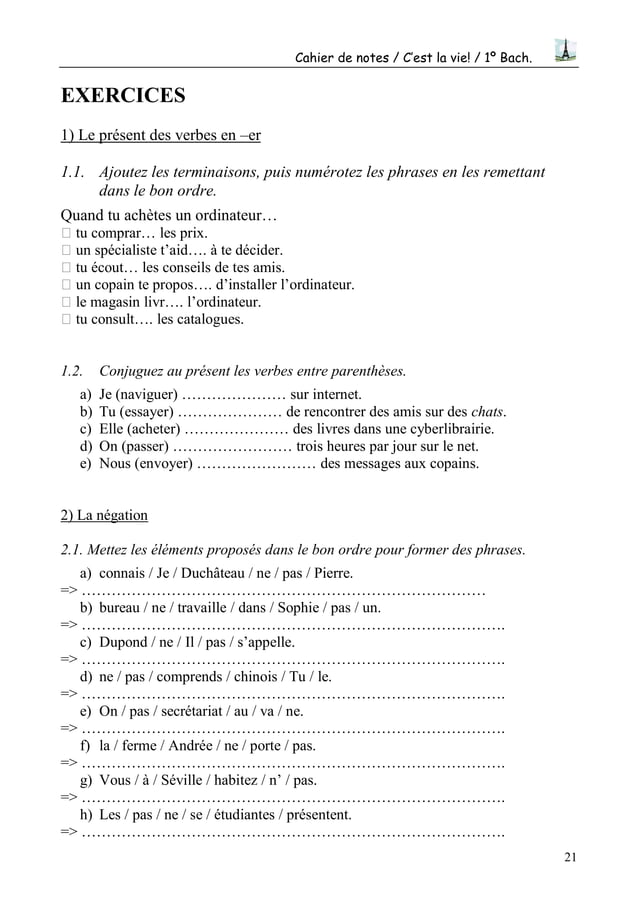 Cahier de notes / C'est la vie! / 1º Bach.
EXERCICES
1) Le présent des verbes en –er
1.1. Ajoutez les terminaisons, puis numérotez les phrases en les remettant
dans le bon ordre.
Quand tu achètes un ordinateur…
□ tu comprar… les prix.
□ un spécialiste t'aid…. à te décider.
□ tu écout… les conseils de tes amis.
□ un copain te propos…. d'installer l'ordinateur.
□ le magasin livr…. l'ordinateur.
□ tu consult…. les catalogues.
1.2. Conjuguez au présent les verbes entre parenthèses.
a) Je (naviguer) ………………… sur internet.
b) Tu (essayer) ………………… de rencontrer des amis sur des chats.
c) Elle (acheter) ………………… des livres dans une cyberlibrairie.
d) On (passer) …………………… trois heures par jour sur le net.
e) Nous (envoyer) …………………… des messages aux copains.
2) La négation
2.1. Mettez les éléments proposés dans le bon ordre pour former des phrases.
a) connais / Je / Duchâteau / ne / pas / Pierre.
=> ………………………………………………………………………
b) bureau / ne / travaille / dans / Sophie / pas / un.
=> ………………………………………………………………………….
c) Dupond / ne / Il / pas / s'appelle.
=> ………………………………………………………………………….
d) ne / pas / comprends / chinois / Tu / le.
=> ………………………………………………………………………….
e) On / pas / secrétariat / au / va / ne.
=> ………………………………………………………………………….
f) la / ferme / Andrée / ne / porte / pas.
=> ………………………………………………………………………….
g) Vous / à / Séville / habitez / n' / pas.
=> ………………………………………………………………………….
h) Les / pas / ne / se / étudiantes / présentent.
=> ………………………………………………………………………….
21